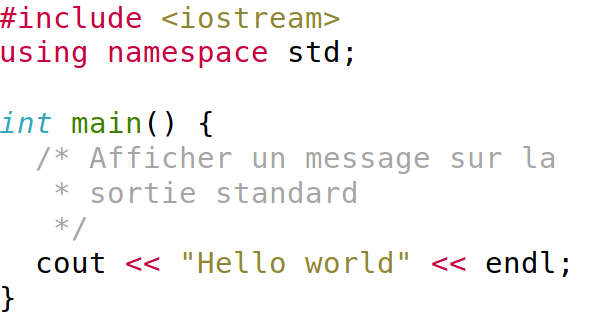 #include <iostream>
using namespace std;
int main() {
/* Afficher un message sur la
* sortie standard
*/
cout << "Hello world" << endl;
}